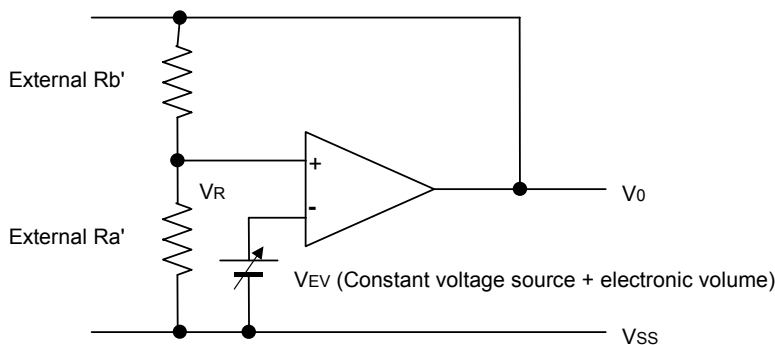 External Rb'
+
VR
-
V0
External Ra'
VEV (Constant voltage source + electronic volume)
VSS